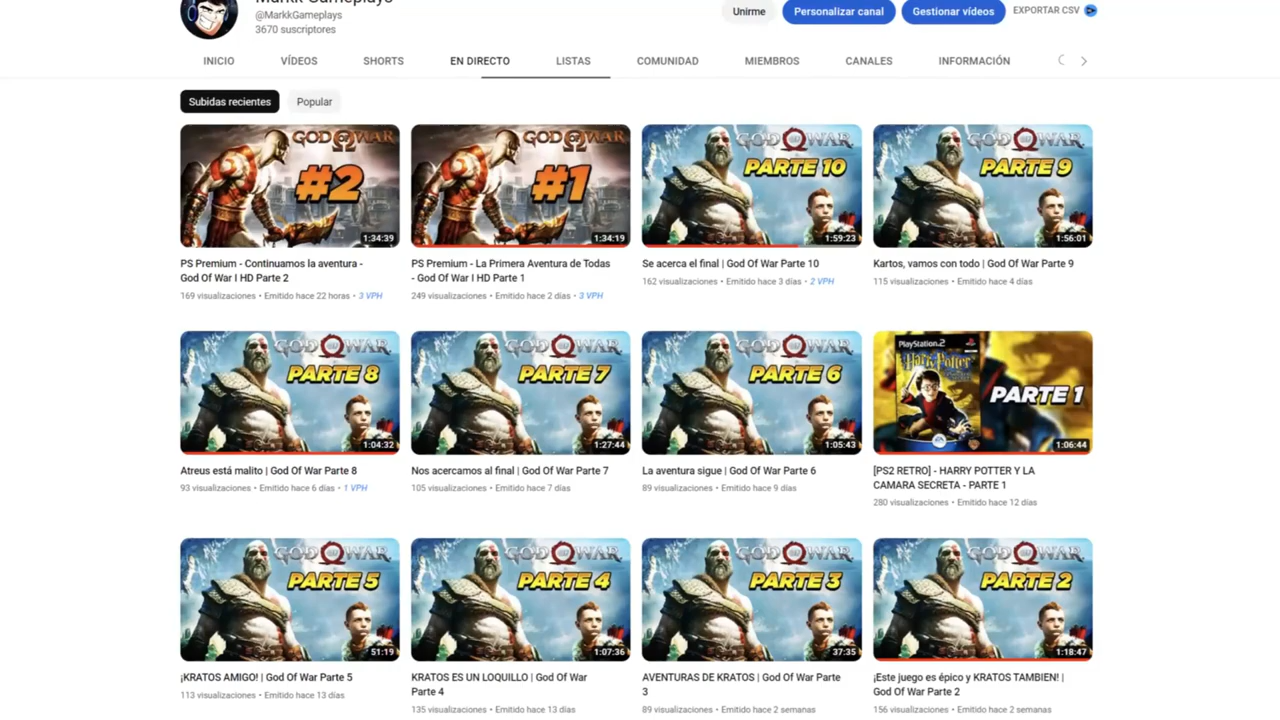 Markk Gameplays
@MarkkGameplays
3670 suscriptores
Unirme
Personalizar canal
Gestionar vídeos
EXPORTAR CSV
INICIO
VÍDEOS
SHORTS
EN DIRECTO
LISTAS
COMUNIDAD
MIEMBROS
CANALES
INFORMACIÓN
Subidas recientes
Popular
GOD OF WAR
#2
1:34:39
GOD OF WAR
#1
1:34:19
GOD OF WAR
PARTE 10
1:59:23
GOD OF WAR
PARTE 9
1:56:01
PS Premium - Continuamos la aventura -
God Of War I HD Parte 2
169 visualizaciones • Emitido hace 22 horas • 3 VPH
PS Premium - La Primera Aventura de Todas
- God Of War I HD Parte 1
249 visualizaciones • Emitido hace 2 días • 3 VPH
Se acerca el final | God Of War Parte 10
162 visualizaciones • Emitido hace 3 días • 2 VPH
Kartos, vamos con todo | God Of War Parte 9
115 visualizaciones • Emitido hace 4 días
GOD OF WAR
PARTE 8
1:04:32
GOD OF WAR
PARTE 7
1:27:44
GOD OF WAR
PARTE 6
1:05:43
PlayStation.2
Harry Potter
PARTE 1
EA
1:06:44
Atreus está malito | God Of War Parte 8
93 visualizaciones • Emitido hace 6 días • 1 VPH
Nos acercamos al final | God Of War Parte 7
105 visualizaciones • Emitido hace 7 días
La aventura sigue | God Of War Parte 6
89 visualizaciones • Emitido hace 9 días
[PS2 RETRO] - HARRY POTTER Y LA
CAMARA SECRETA - PARTE 1
280 visualizaciones • Emitido hace 12 días
GOD OF WAR
PARTE 5
51:19
GOD OF WAR
PARTE 4
1:07:36
GOD OF WAR
PARTE 3
37:35
GOD OF WAR
PARTE 2
1:18:47
¡KRATOS AMIGO! | God Of War Parte 5
113 visualizaciones • Emitido hace 13 días
KRATOS ES UN LOQUILLO | God Of War
Parte 4
135 visualizaciones • Emitido hace 13 días
AVENTURAS DE KRATOS | God Of War Parte
3
89 visualizaciones • Emitido hace 2 semanas
¡Este juego es épico y KRATOS TAMBIEN! |
God Of War Parte 2
156 visualizaciones • Emitido hace 2 semanas